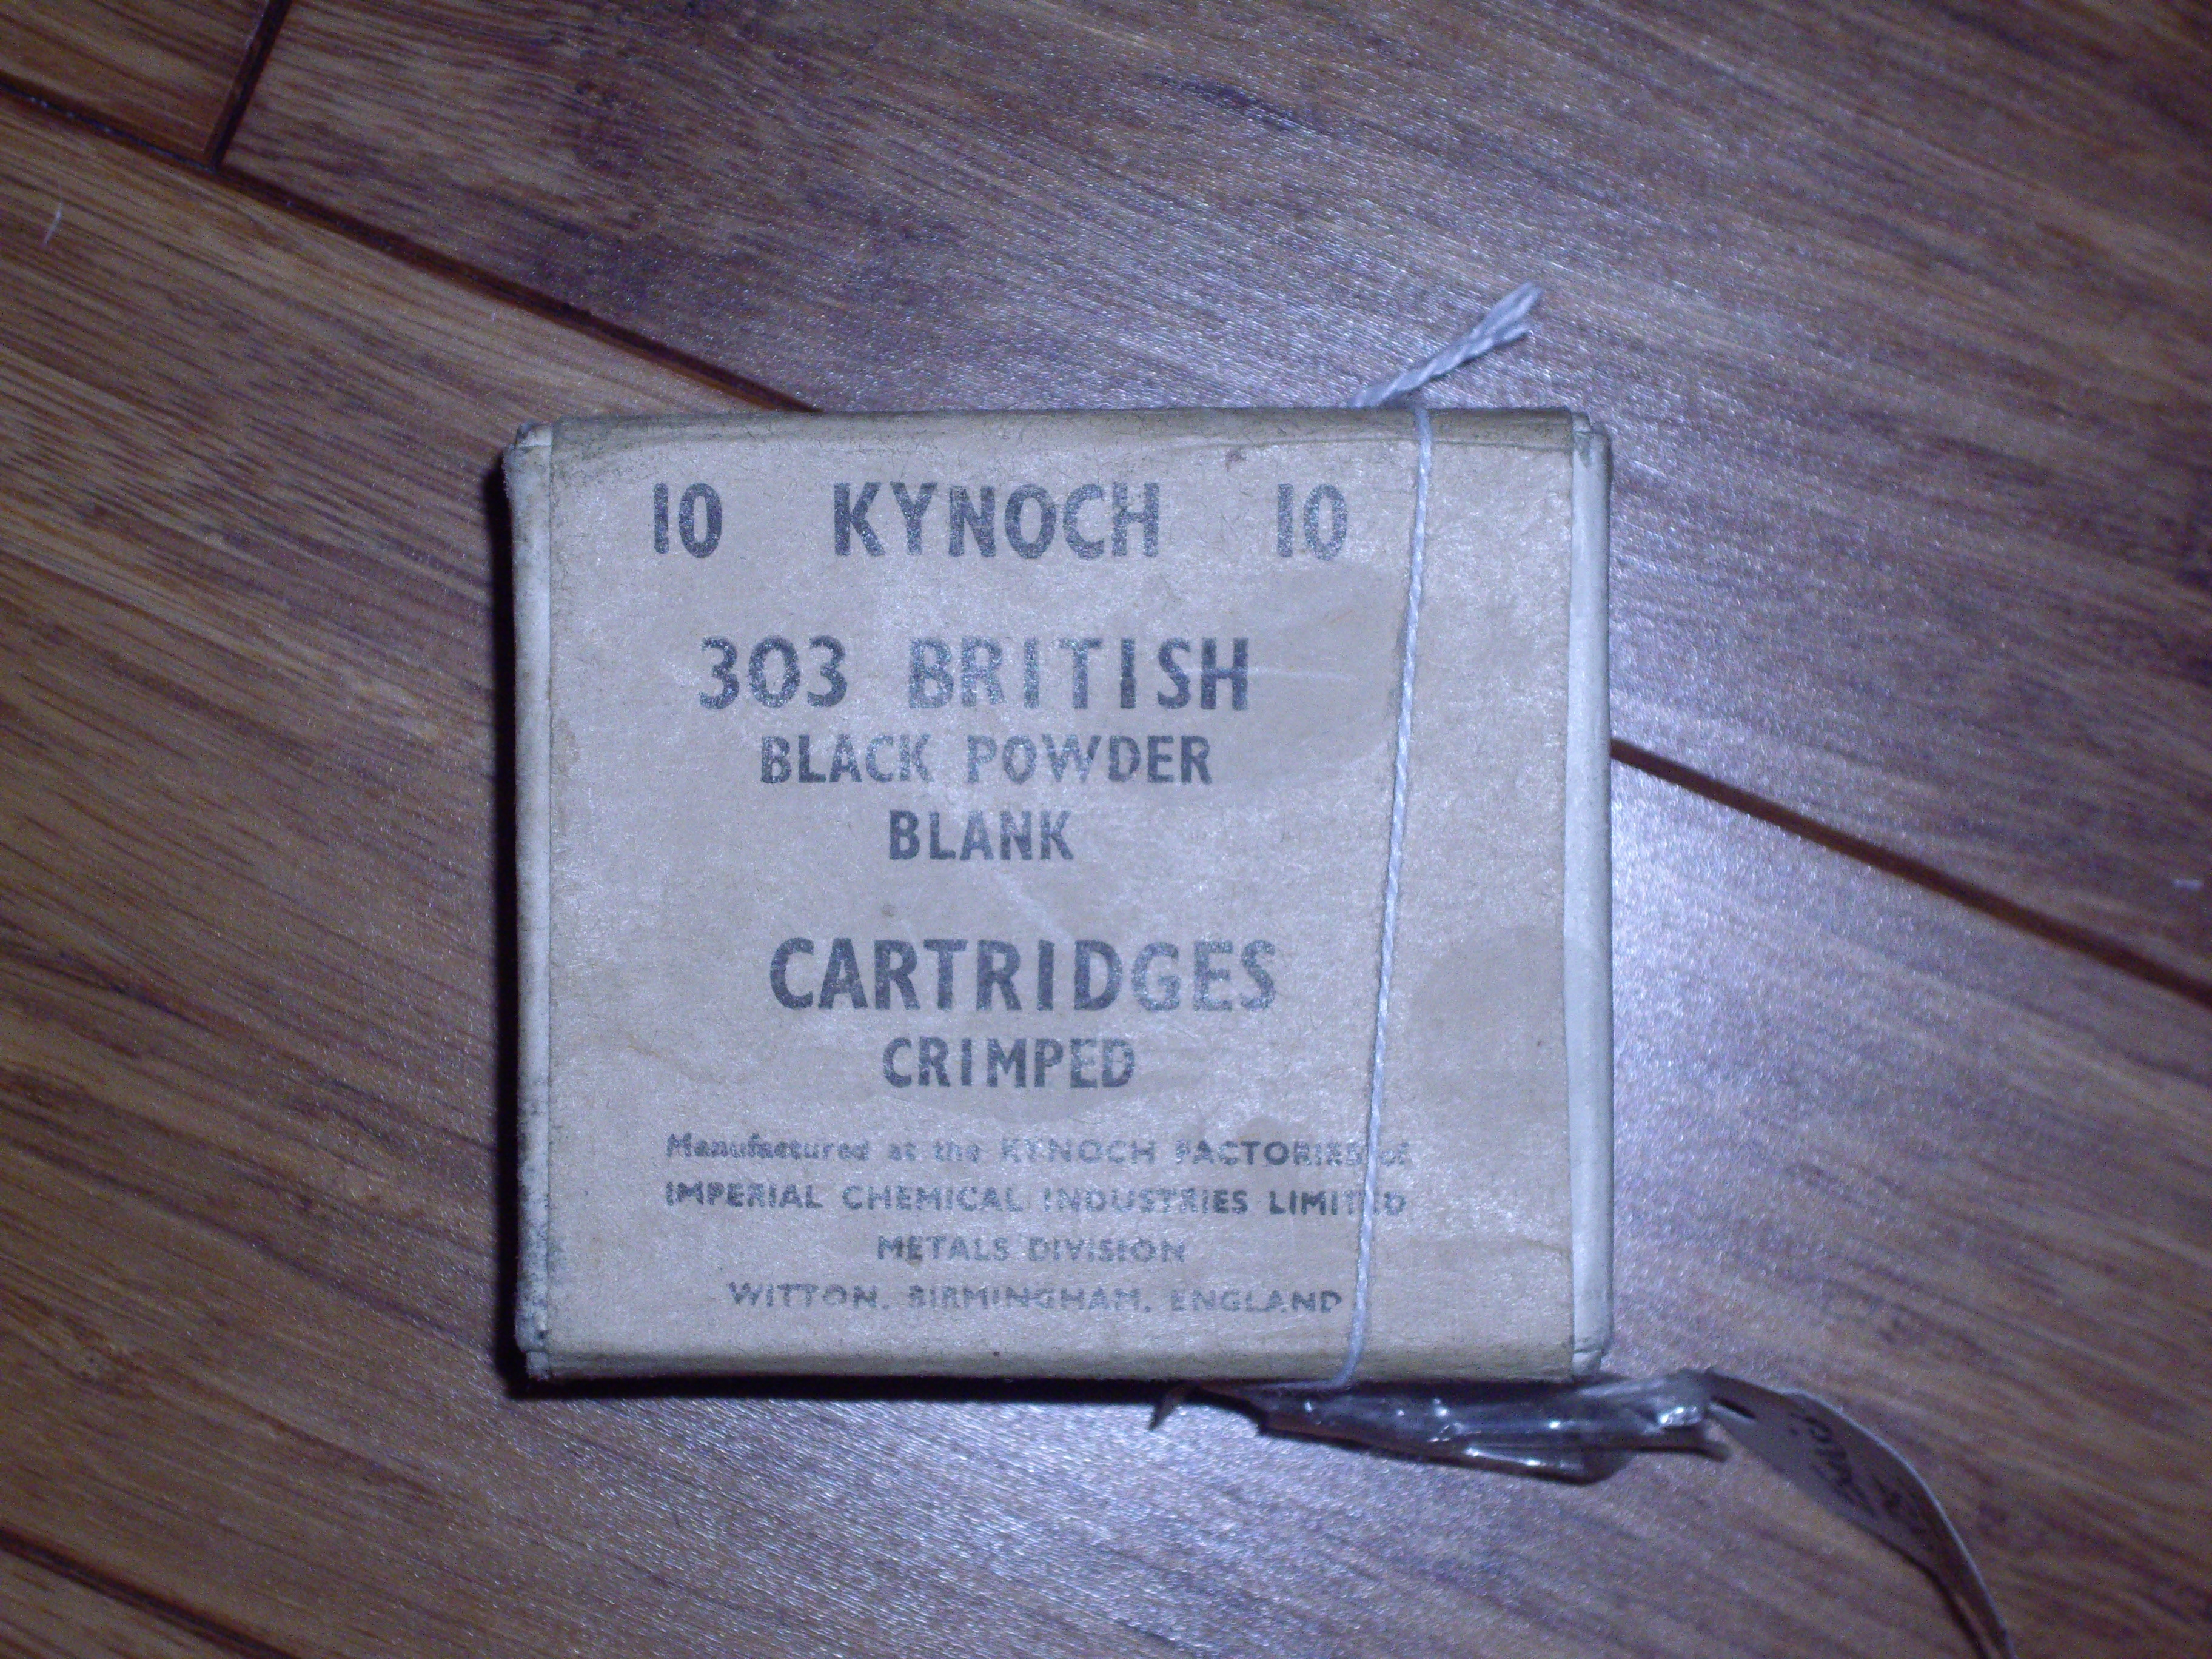 10 KYNOCH 10
303 BRITISH
BLACK POWDER
BLANK
CARTRIDGES
CRIMPED
Manufactured at the KYNOCH FACTORIES of
IMPERIAL CHEMICAL INDUSTRIES LIMITED
METALS DIVISION
WITTON, BIRMINGHAM, ENGLAND